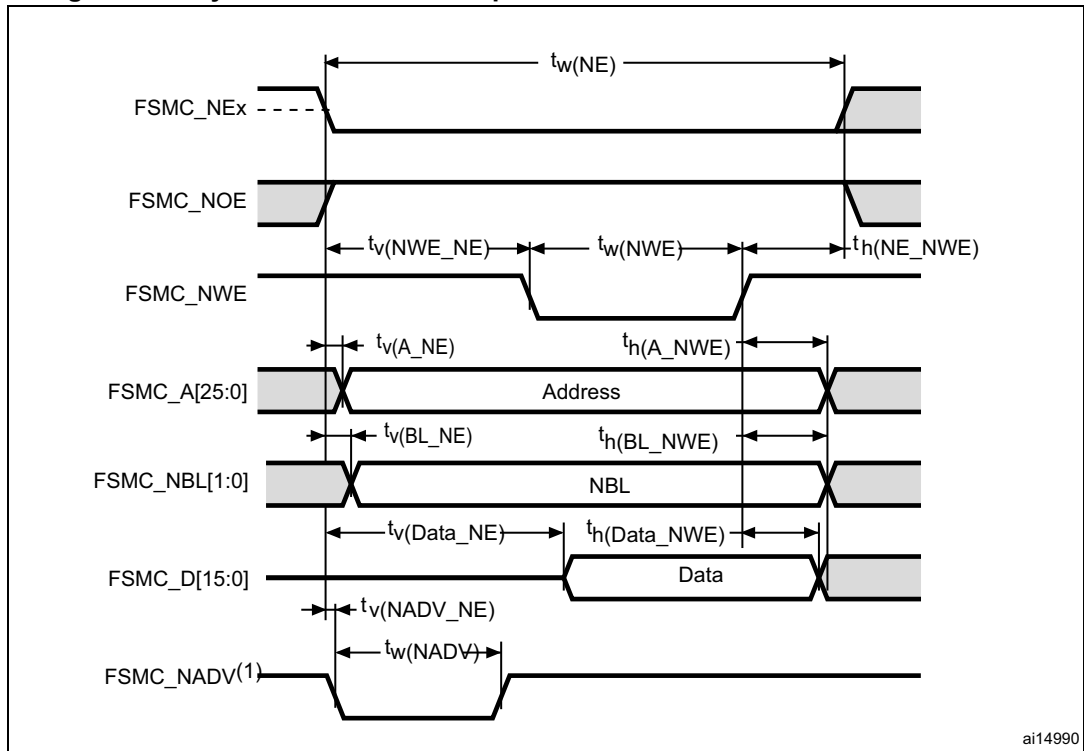 tw(NE)
FSMC_NEx
FSMC_NOE
tv(NWE_NE) tw(NWE) th(NE_NWE)
FSMC_NWE
tv(A_NE) th(A_NWE)
FSMC_A[25:0] Address
tv(BL_NE) th(BL_NWE)
FSMC_NBL[1:0] NBL
tv(Data_NE) th(Data_NWE)
FSMC_D[15:0] Data
tv(NADV_NE)
tw(NADV)
FSMC_NADV(1)
ai14990